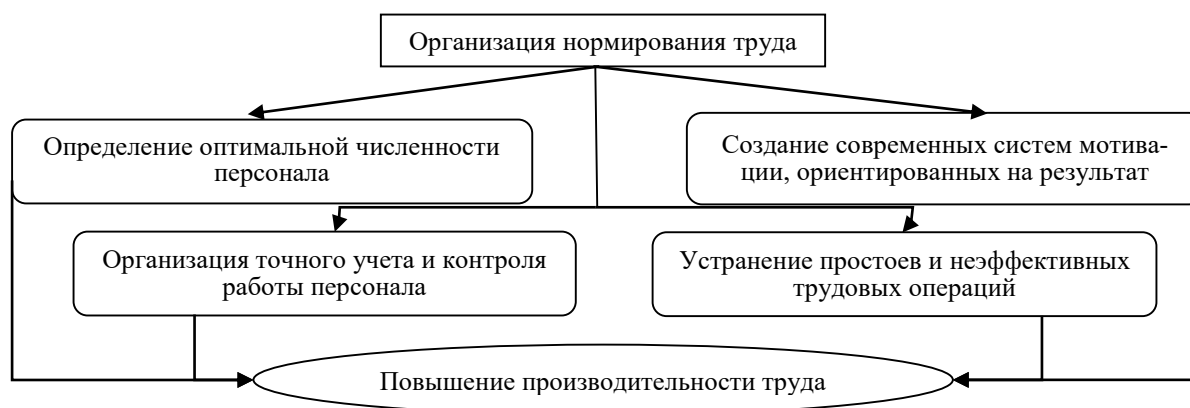 Организация нормирования труда
Определение оптимальной численности
персонала
Создание современных систем мотива-
ции, ориентированных на результат
Организация точного учета и контроля
работы персонала
Устранение простоев и неэффективных
трудовых операций
Повышение производительности труда